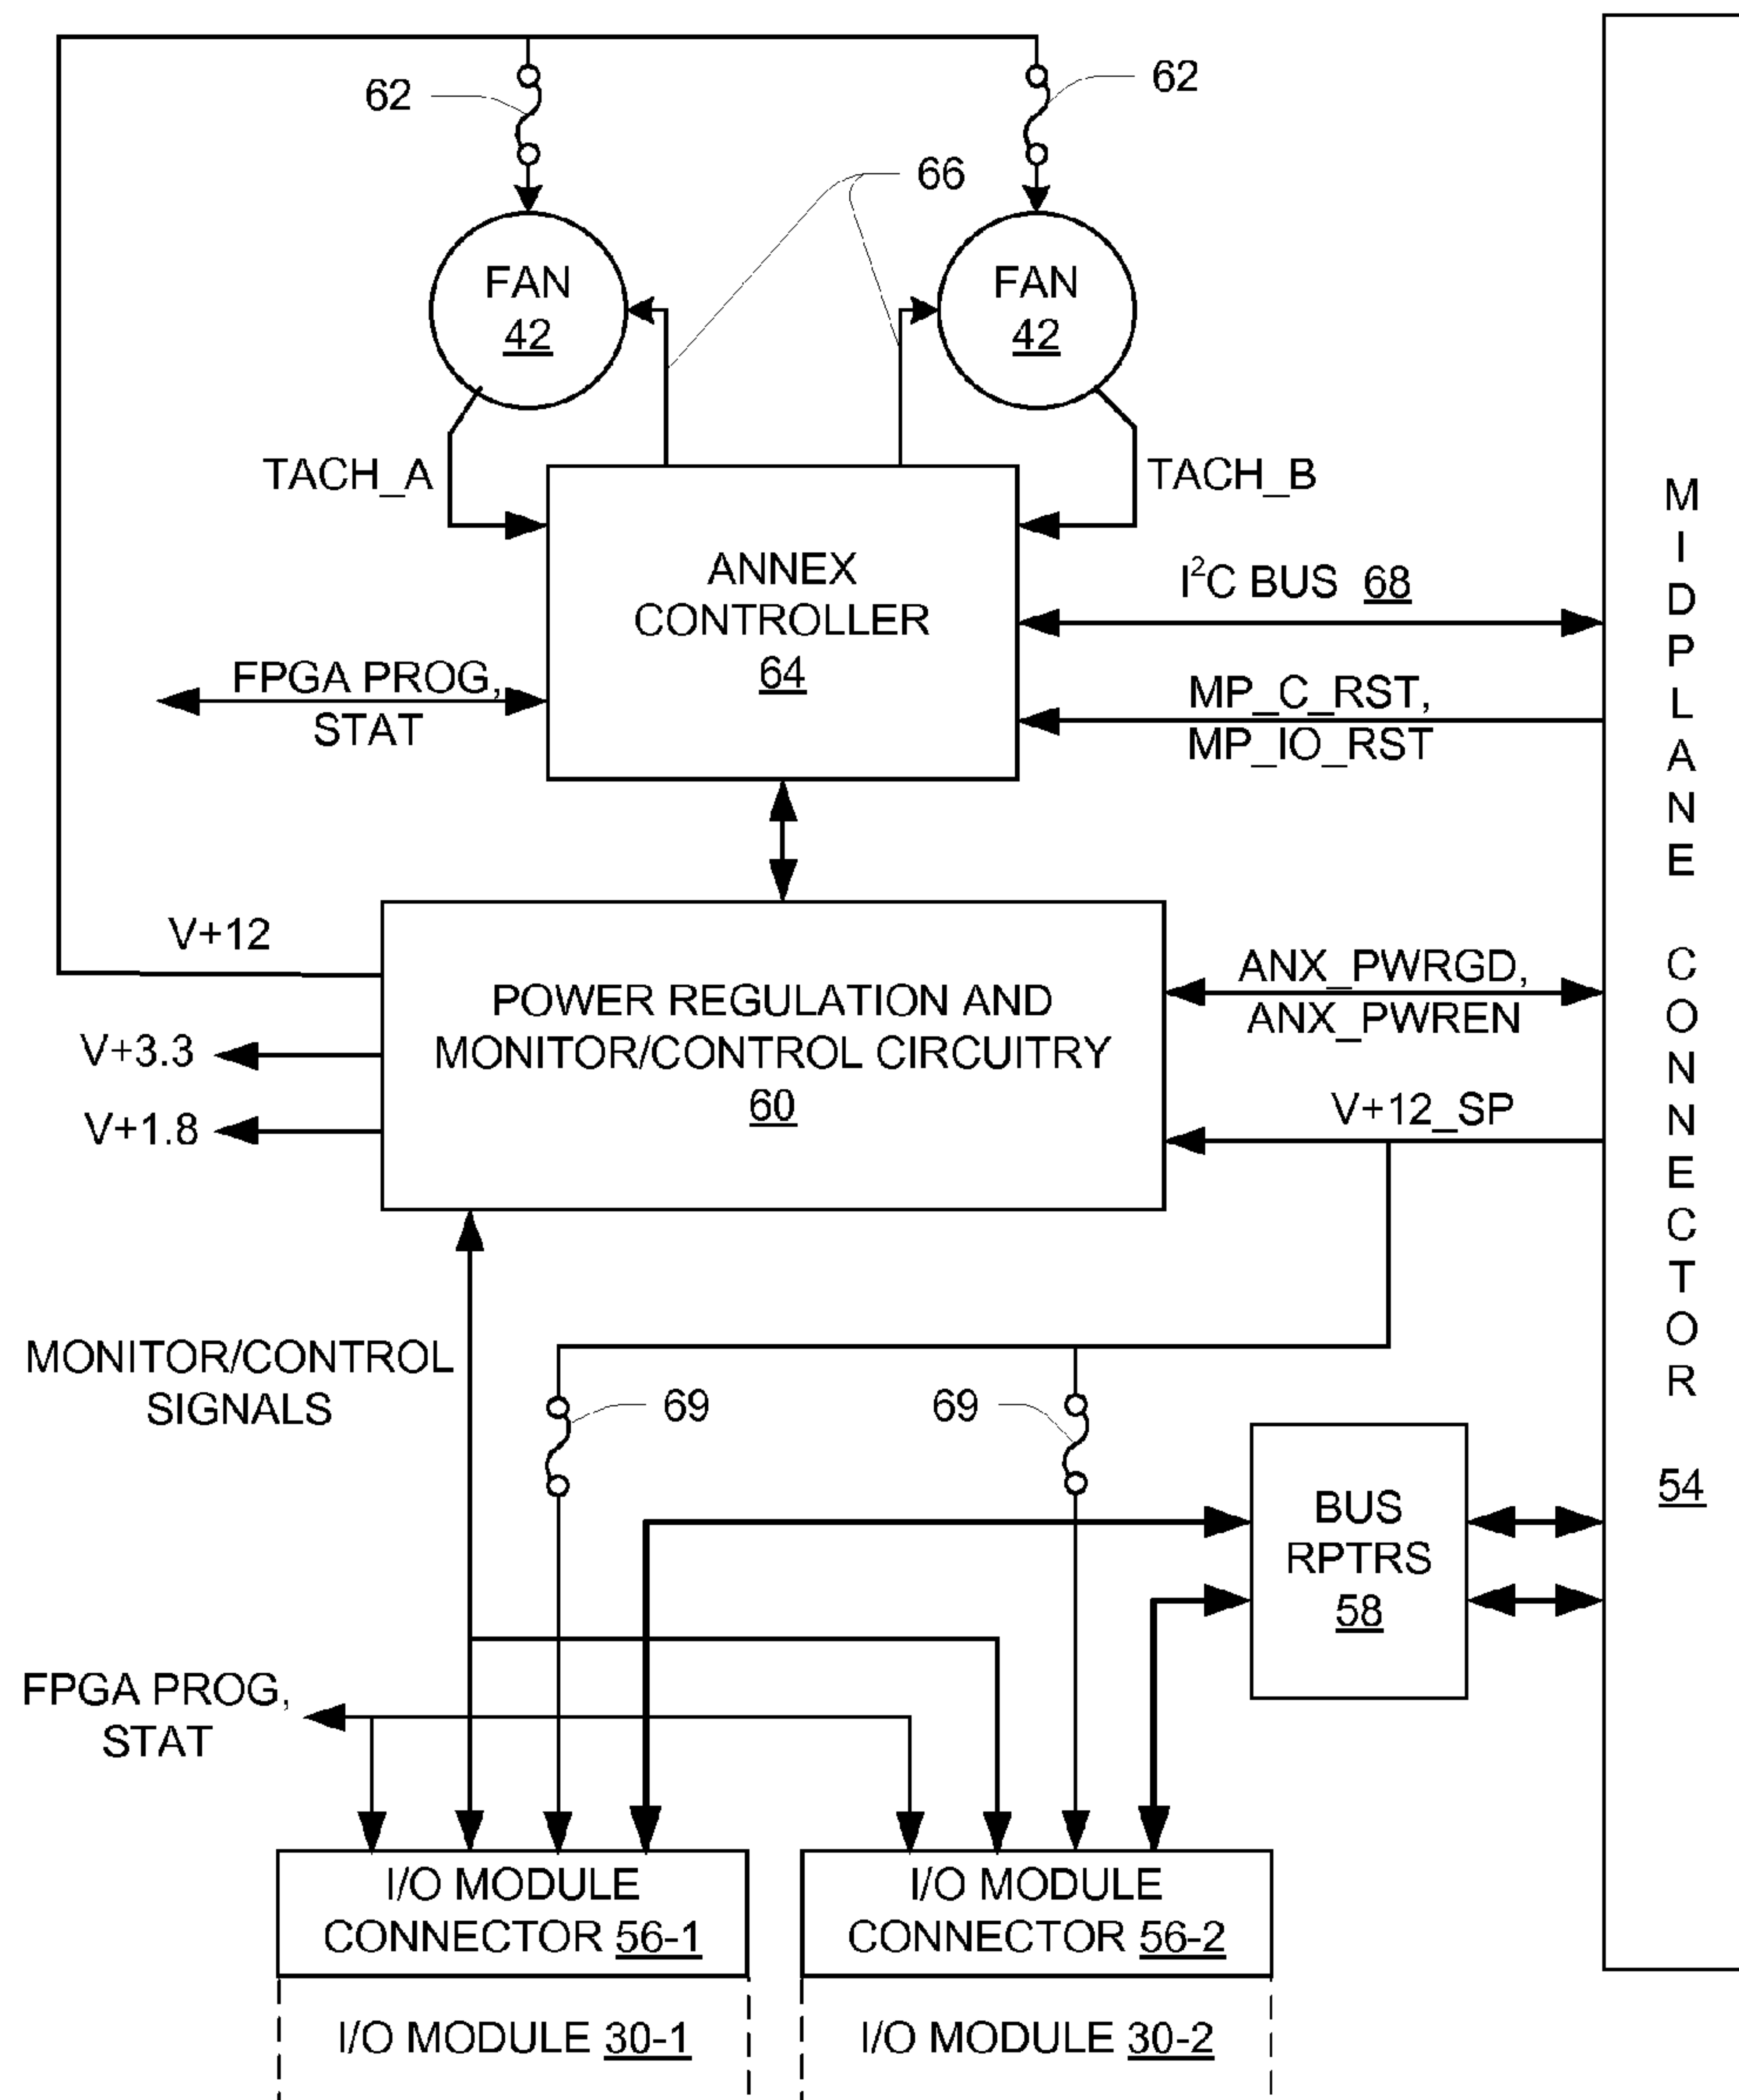 62
62
66
FAN
42
FAN
42
TACH_A
TACH_B
ANNEX
CONTROLLER
64
I²C BUS 68
FPGA PROG,
STAT
MP_C_RST,
MP_IO_RST
V+12
V+3.3
V+1.8
POWER REGULATION AND
MONITOR/CONTROL CIRCUITRY
60
ANX_PWRGD,
ANX_PWREN
V+12_SP
MIDPLANE CONNECTOR 54
MONITOR/CONTROL
SIGNALS
69
69
BUS
RPTRS
58
FPGA PROG,
STAT
I/O MODULE
CONNECTOR 56-1
I/O MODULE
CONNECTOR 56-2
I/O MODULE 30-1
I/O MODULE 30-2